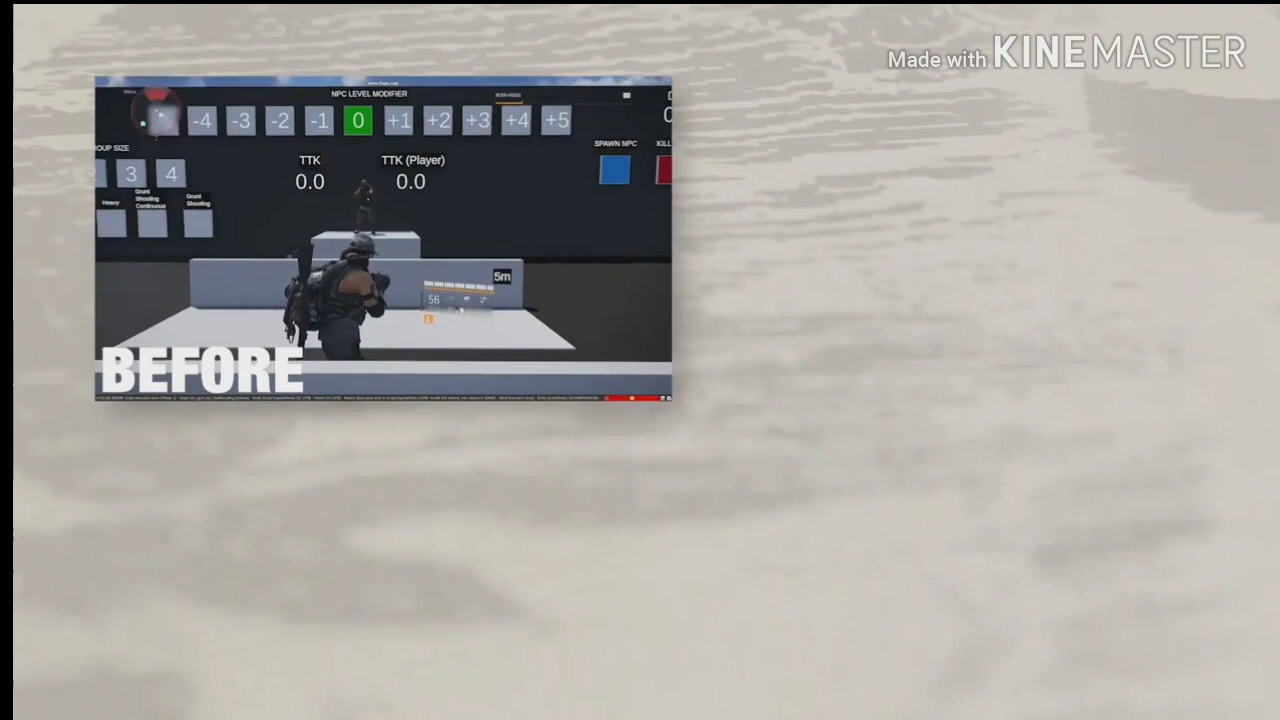 Made with KINEMASTER
NPC LEVEL MODIFIER
-4 -3 -2 -1 0 +1 +2 +3 +4 +5
OUP SIZE
SPAWN NPC KILL
3 4
TTK TTK (Player)
0.0 0.0
Heavy
Grunt Shooting Continuous
Grunt Shooting
5m
56
1
BEFORE